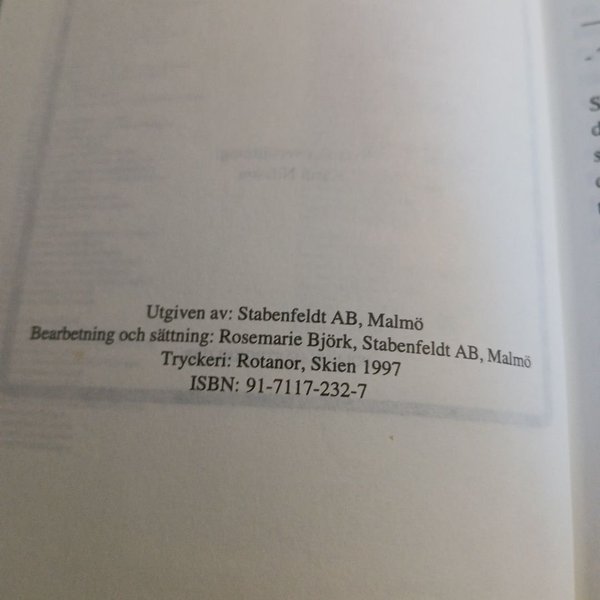 Utgiven av: Stabenfeldt AB, Malmö
Bearbetning och sättning: Rosemarie Björk, Stabenfeldt AB, Malmö
Tryckeri: Rotanor, Skien 1997
ISBN: 91-7117-232-7